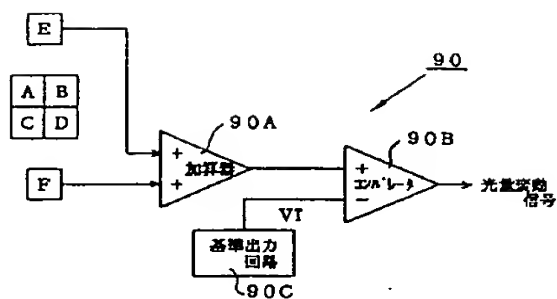 E
90
A B
C D
90A
90B
+
加算器
+
F
+
コンパレータ
-
光量変動
信号
VT
基準出力
回路
90C